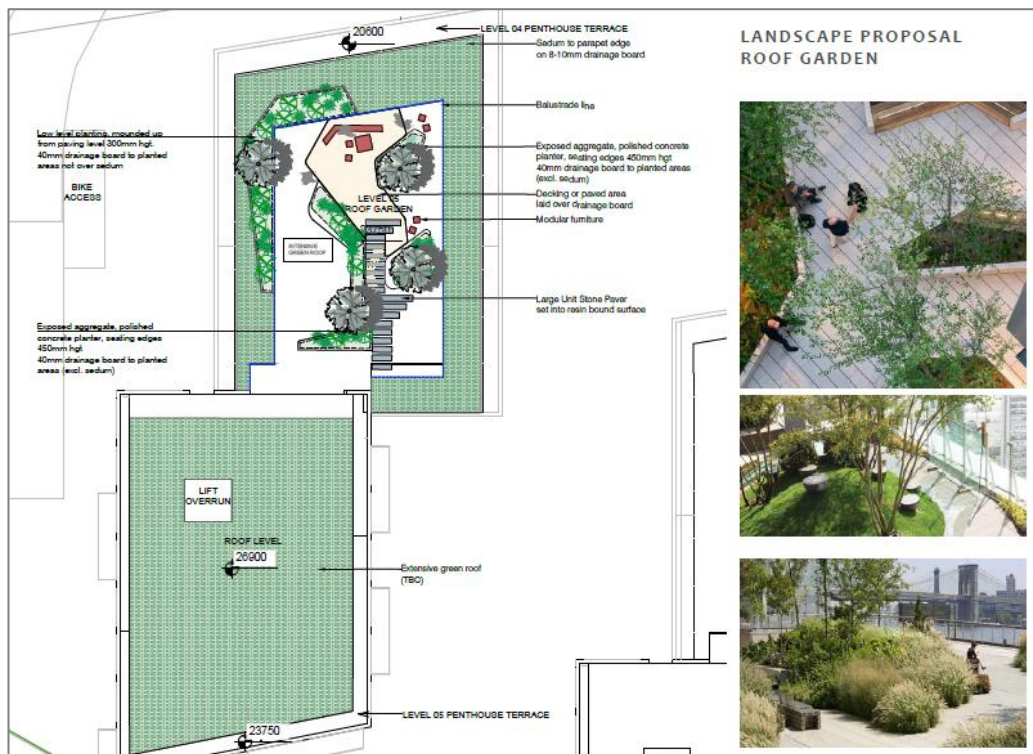 20600
LEVEL 04 PENTHOUSE TERRACE
Sedum to parapet edge
on 8-10mm drainage board
LANDSCAPE PROPOSAL
ROOF GARDEN
Balustrade line
Low level planting, mounded up
from paving level 300mm hgt.
40mm drainage board to planted
areas not over sedum
BIKE
ACCESS
Exposed aggregate, polished concrete
planter, seating edges 450mm hgt
40mm drainage board to planted areas
(excl. sedum)
Decking or paved area
laid over drainage board
LEVEL 05
ROOF GARDEN
Modular furniture
INTENSIVE
GREEN ROOF
Large Unit Stone Paver
set into resin bound surface
Exposed aggregate, polished
concrete planter, seating edges
450mm hgt
40mm drainage board to planted
areas (excl. sedum)
LIFT
OVERRUN
ROOF LEVEL
26900
Extensive green roof
(TBC)
LEVEL 05 PENTHOUSE TERRACE
23750